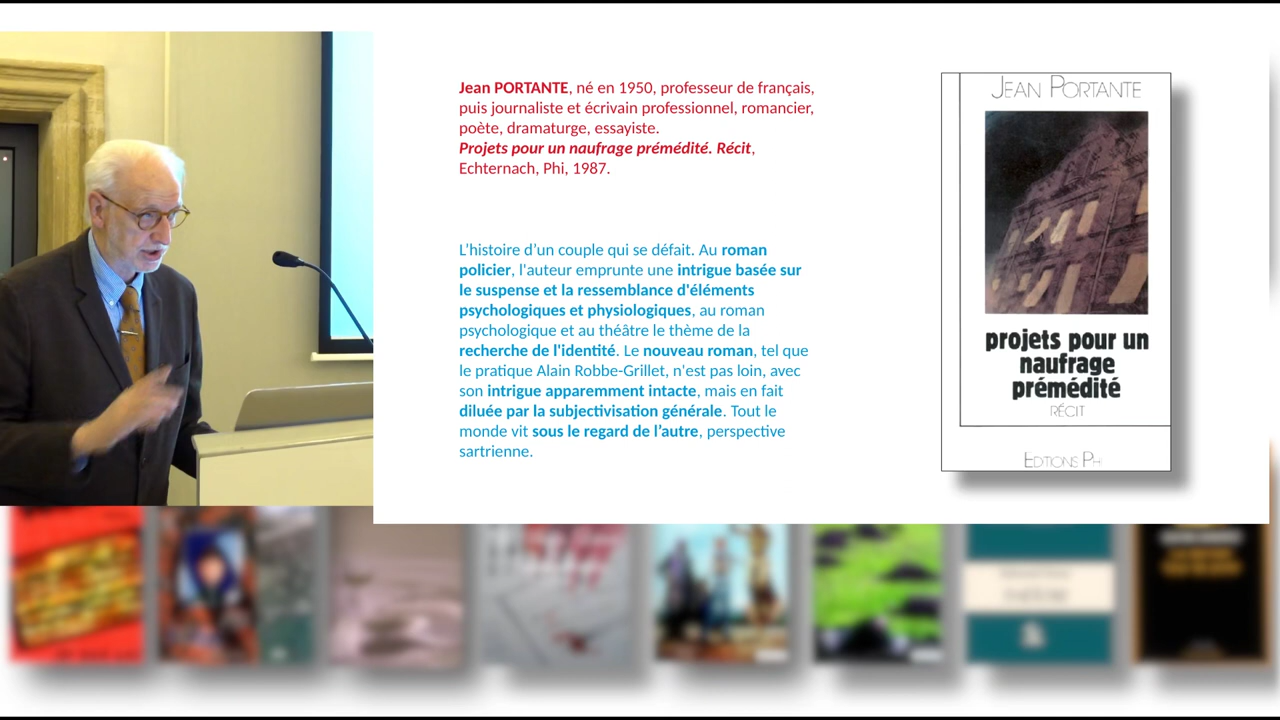 Jean PORTANTE, né en 1950, professeur de français,
puis journaliste et écrivain professionnel, romancier,
poète, dramaturge, essayiste.
Projets pour un naufrage prémédité. Récit,
Echternach, Phi, 1987.
L’histoire d’un couple qui se défait. Au roman
policier, l'auteur emprunte une intrigue basée sur
le suspense et la ressemblance d'éléments
psychologiques et physiologiques, au roman
psychologique et au théâtre le thème de la
recherche de l'identité. Le nouveau roman, tel que
le pratique Alain Robbe-Grillet, n'est pas loin, avec
son intrigue apparemment intacte, mais en fait
diluée par la subjectivisation générale. Tout le
monde vit sous le regard de l’autre, perspective
sartrienne.
JEAN PORTANTE
projets pour un
naufrage
prémédité
RÉCIT
EDITIONS PHI